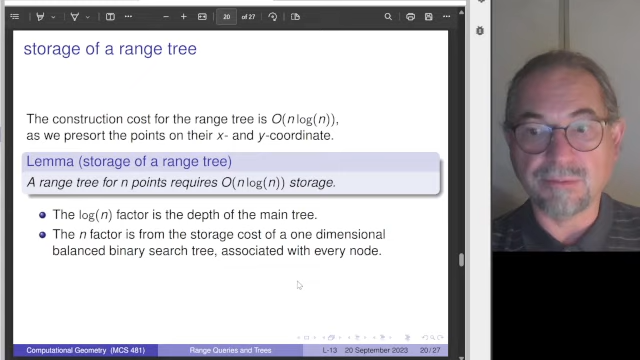 20 of 27
storage of a range tree
The construction cost for the range tree is O(n log(n)),
as we presort the points on their x- and y-coordinate.
Lemma (storage of a range tree)
A range tree for n points requires O(n log(n)) storage.
The log(n) factor is the depth of the main tree.
The n factor is from the storage cost of a one dimensional
balanced binary search tree, associated with every node.
Computational Geometry (MCS 481) Range Queries and Trees L-13 20 September 2023 20 / 27